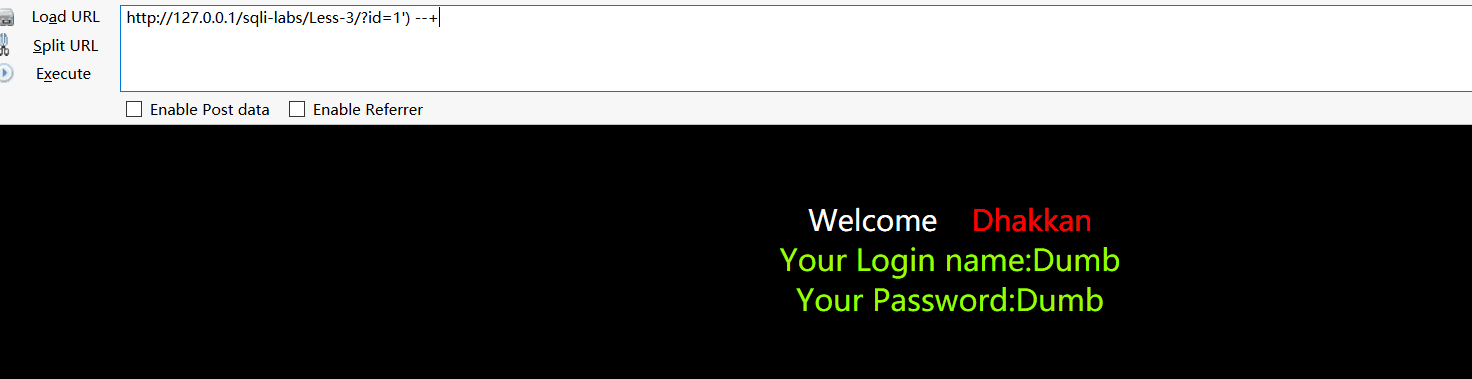 Load URL
http://127.0.0.1/sqli-labs/Less-3/?id=1') --+
Split URL
Execute
Enable Post data Enable Referrer
Welcome Dhakkan
Your Login name:Dumb
Your Password:Dumb